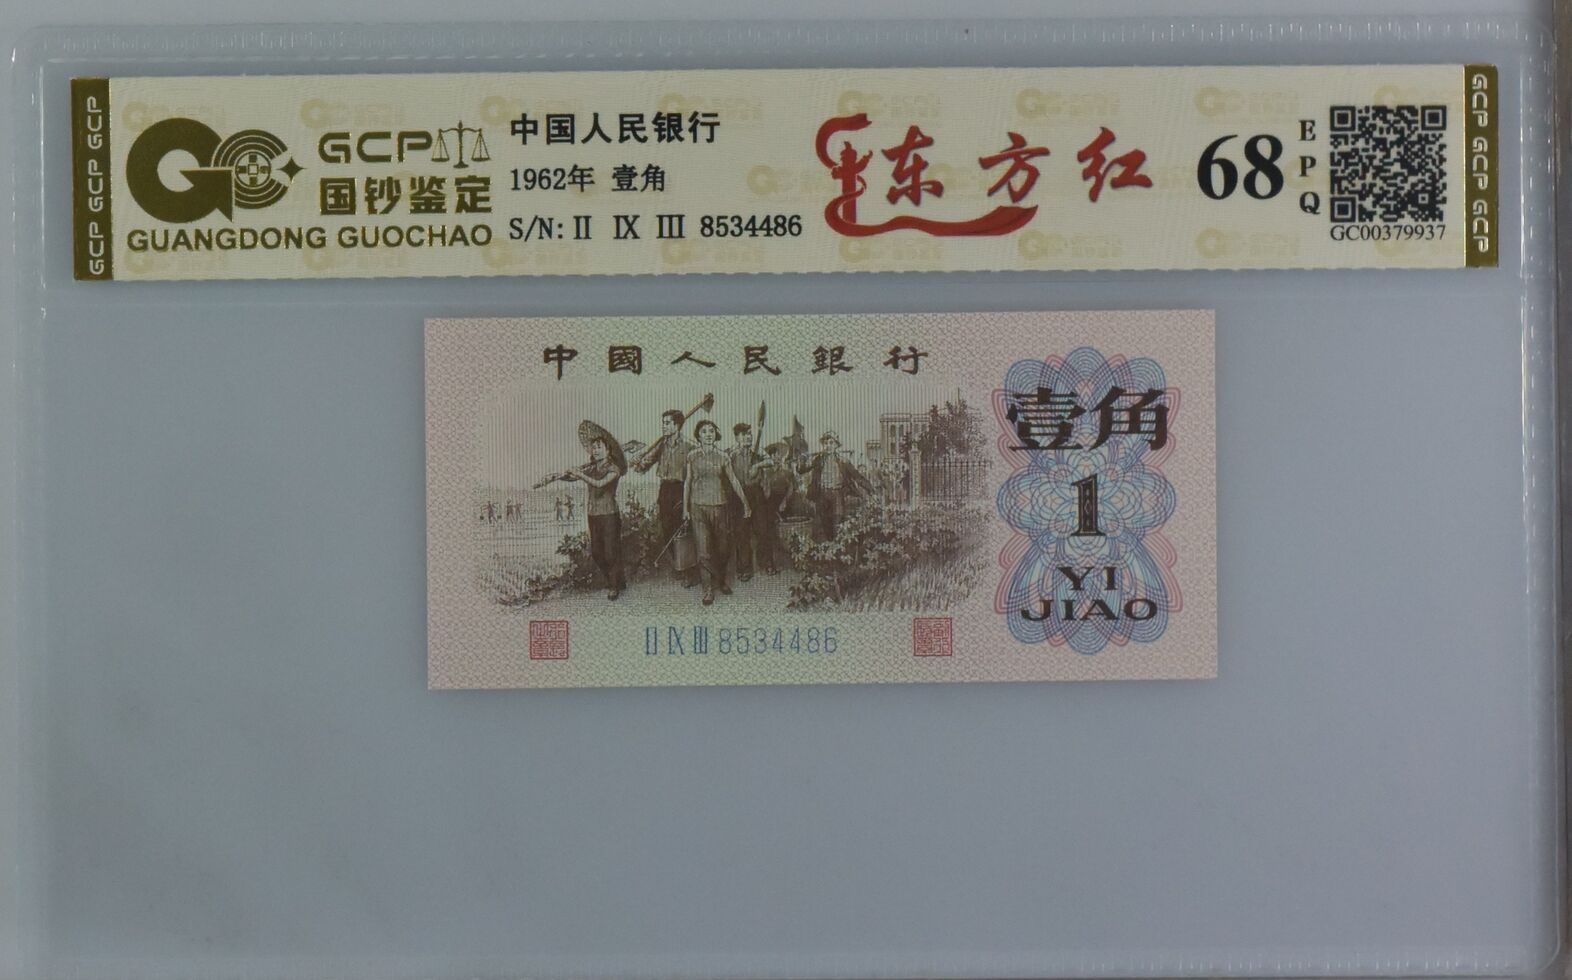 GCP GCP GCP
GCP
国钞鉴定
GUANGDONG GUOCHAO
中国人民银行
1962年 壹角
S/N: II IX III 8534486
东方红
68
EPQ
GC00379937
GCP GCP GCP
中國人民銀行
壹角
1
YI
JIAO
II IX III 8534486